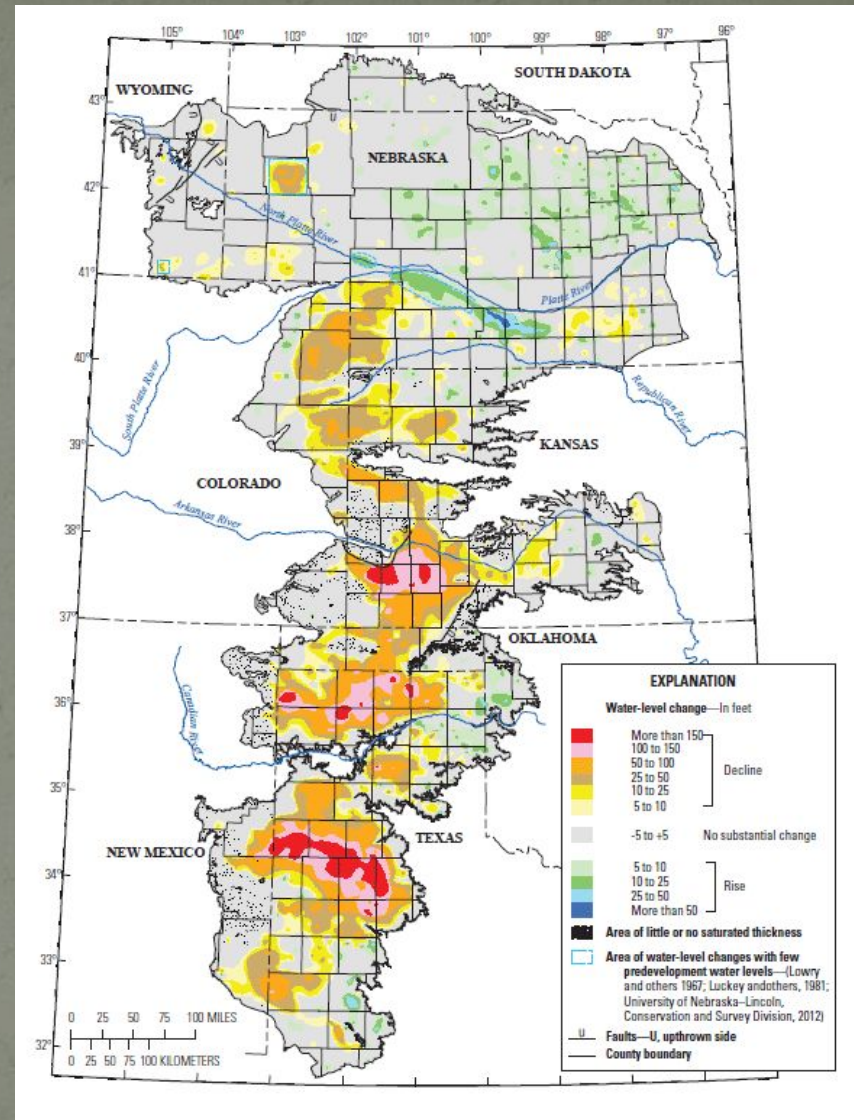 105°
104°
103°
102°
101°
100°
99°
98°
97°
96°
WYOMING
SOUTH DAKOTA
43°
U
NEBRASKA
42°
North Platte River
41°
Platte River
40°
South Platte River
Republican River
39°
KANSAS
COLORADO
Arkansas River
38°
37°
OKLAHOMA
36°
Canadian River
35°
NEW MEXICO
TEXAS
34°
33°
32°
0 25 50 100 MILES
0 25 50 75 100 KILOMETERS
EXPLANATION
Water-level change—In feet
More than 150
100 to 150
50 to 100
25 to 50
10 to 25
5 to 10
Decline
-5 to +5 No substantial change
5 to 10
10 to 25
25 to 50
More than 50
Rise
Area of little or no saturated thickness
Area of water-level changes with few
predevelopment water levels—(Lowry
and others 1967; Luckey andothers, 1981;
University of Nebraska–Lincoln,
Conservation and Survey Division, 2012)
U Faults—U, upthrown side
County boundary